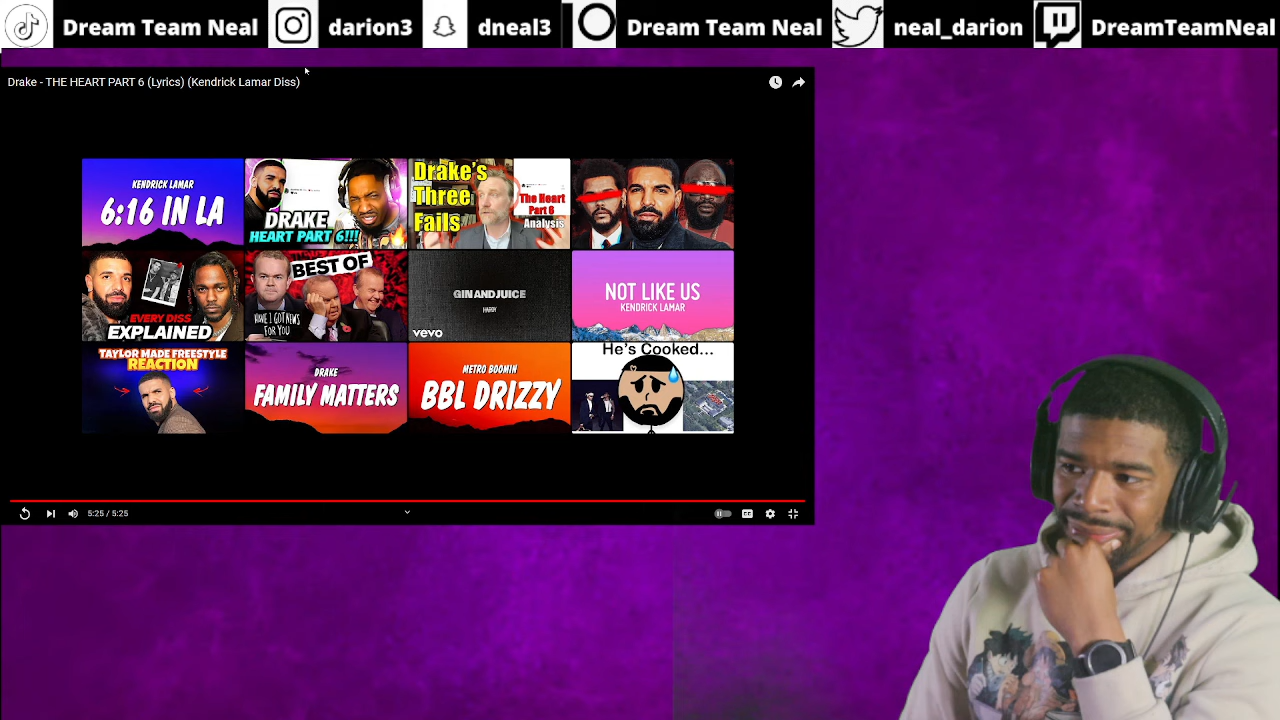 Dream Team Neal
darion3
dneal3
Dream Team Neal
neal_darion
DreamTeamNeal
Drake - THE HEART PART 6 (Lyrics) (Kendrick Lamar Diss)
KENDRICK LAMAR
6:16 IN LA
DRAKE
HEART PART 6!!!
Drake's
Three
Fails
The Heart
Part 6
Analysis
EVERY DISS
EXPLAINED
BEST OF
HAVE I GOT NEWS
FOR YOU
GIN AND JUICE
HARDY
vevo
NOT LIKE US
KENDRICK LAMAR
TAYLOR MADE FREESTYLE
REACTION
DRAKE
FAMILY MATTERS
METRO BOOMIN
BBL DRIZZY
He's Cooked...
5:25 / 5:25
CC